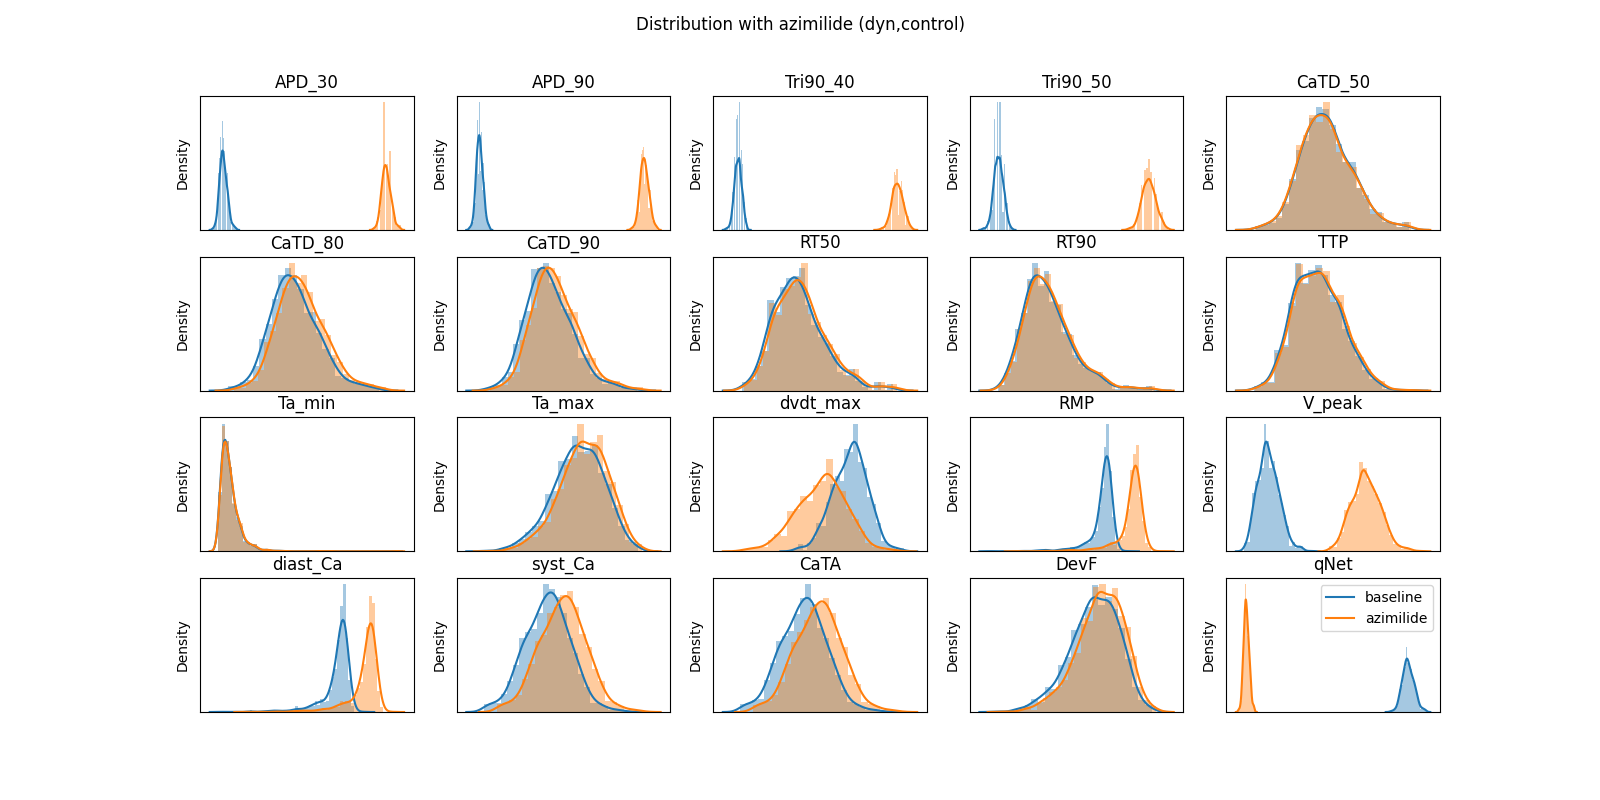 Distribution with azimilide (dyn,control)
APD_30
APD_90
Tri90_40
Tri90_50
CaTD_50
Density
Density
Density
Density
Density
CaTD_80
CaTD_90
RT50
RT90
TTP
Density
Density
Density
Density
Density
Ta_min
Ta_max
dvdt_max
RMP
V_peak
Density
Density
Density
Density
Density
diast_Ca
syst_Ca
CaTA
DevF
qNet
Density
Density
Density
Density
Density
baseline
azimilide